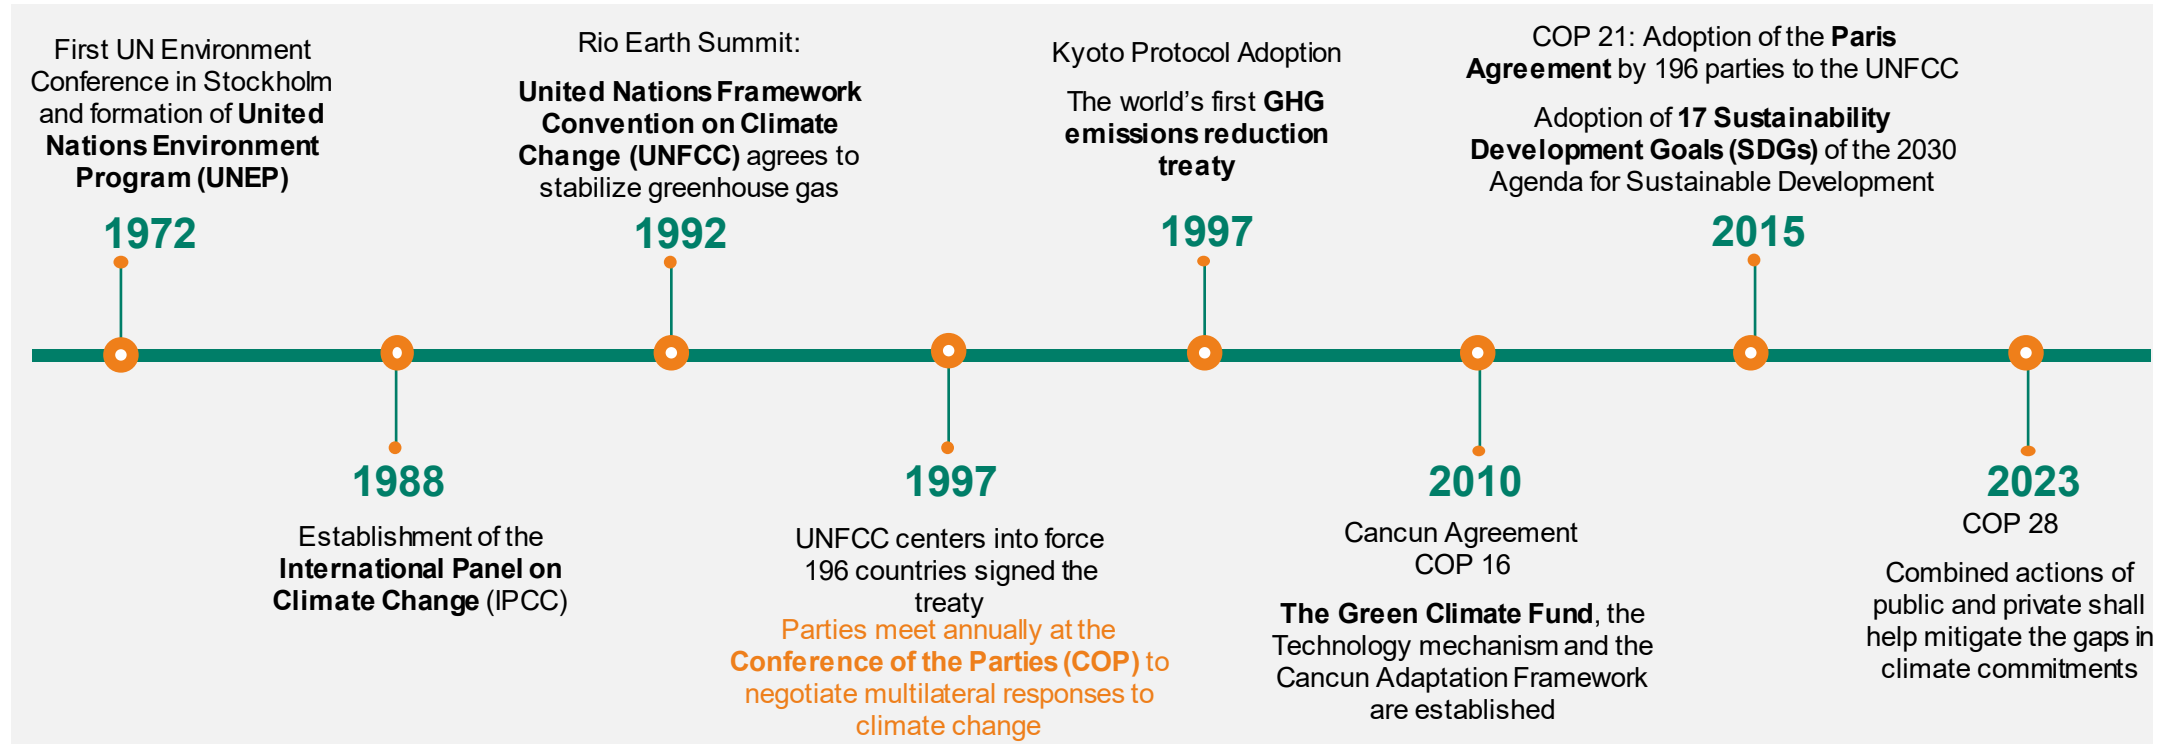 First UN Environment
Conference in Stockholm
and formation of United
Nations Environment
Program (UNEP)
1972
1988
Establishment of the
International Panel on
Climate Change (IPCC)
Rio Earth Summit:
United Nations Framework
Convention on Climate
Change (UNFCC) agrees to
stabilize greenhouse gas
1992
1997
UNFCC centers into force
196 countries signed the
treaty
Parties meet annually at the
Conference of the Parties (COP) to
negotiate multilateral responses to
climate change
Kyoto Protocol Adoption
The world’s first GHG
emissions reduction
treaty
1997
2010
Cancun Agreement
COP 16
The Green Climate Fund, the
Technology mechanism and the
Cancun Adaptation Framework
are established
COP 21: Adoption of the Paris
Agreement by 196 parties to the UNFCC
Adoption of 17 Sustainability
Development Goals (SDGs) of the 2030
Agenda for Sustainable Development
2015
2023
COP 28
Combined actions of
public and private shall
help mitigate the gaps in
climate commitments